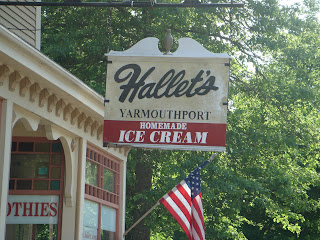 Hallet's
YARMOUTHPORT
HOMEMADE
ICE CREAM
OTHIES